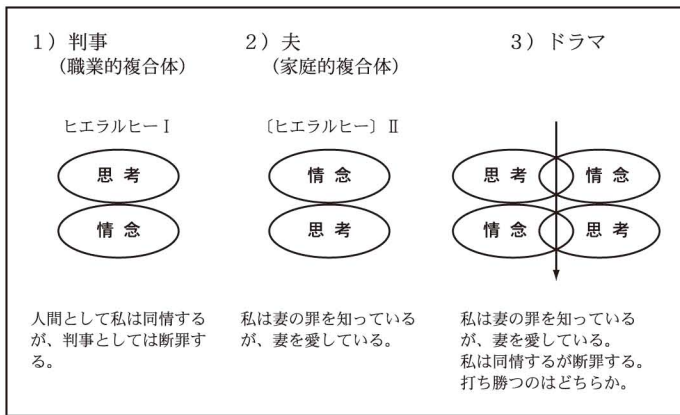 1）判事
（職業的複合体）
ヒエラルヒーⅠ
思考
情念
人間として私は同情する
が、判事としては断罪す
る。
2）夫
（家庭的複合体）
〔ヒエラルヒー〕Ⅱ
情念
思考
私は妻の罪を知っている
が、妻を愛している。
3）ドラマ
思考
情念
情念
思考
私は妻の罪を知っている
が、妻を愛している。
私は同情するが断罪する。
打ち勝つのはどちらか。